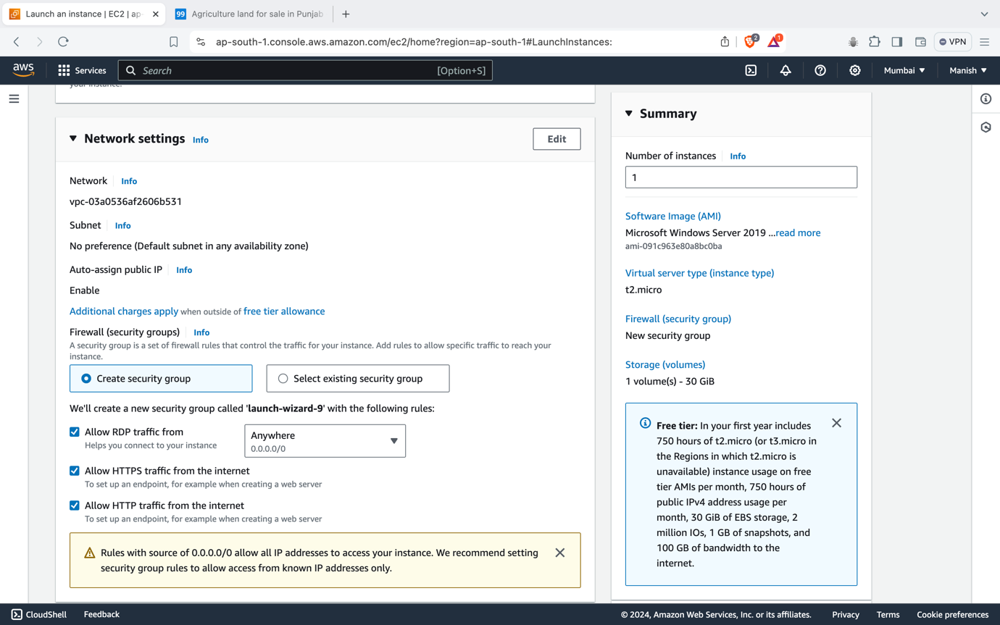 Launch an instance | EC2 | ap-
99 Agriculture land for sale in Punjab
ap-south-1.console.aws.amazon.com/ec2/home?region=ap-south-1#LaunchInstances:
2
1
VPN
aws
Services
Search
[Option+S]
Mumbai
Manish
your instance.
Network settings Info
Edit
Network Info
vpc-03a0536af2606b531
Subnet Info
No preference (Default subnet in any availability zone)
Auto-assign public IP Info
Enable
Additional charges apply when outside of free tier allowance
Firewall (security groups) Info
A security group is a set of firewall rules that control the traffic for your instance. Add rules to allow specific traffic to reach your
instance.
Create security group
Select existing security group
We'll create a new security group called 'launch-wizard-9' with the following rules:
Allow RDP traffic from
Helps you connect to your instance
Anywhere
0.0.0.0/0
Allow HTTPS traffic from the internet
To set up an endpoint, for example when creating a web server
Allow HTTP traffic from the internet
To set up an endpoint, for example when creating a web server
Rules with source of 0.0.0.0/0 allow all IP addresses to access your instance. We recommend setting
security group rules to allow access from known IP addresses only.
Summary
Number of instances Info
1
Software Image (AMI)
Microsoft Windows Server 2019 ...read more
ami-091c963e80a8bc0ba
Virtual server type (instance type)
t2.micro
Firewall (security group)
New security group
Storage (volumes)
1 volume(s) - 30 GiB
Free tier: In your first year includes
750 hours of t2.micro (or t3.micro in
the Regions in which t2.micro is
unavailable) instance usage on free
tier AMIs per month, 750 hours of
public IPv4 address usage per
month, 30 GiB of EBS storage, 2
million IOs, 1 GB of snapshots, and
100 GB of bandwidth to the
internet.
CloudShell
Feedback
© 2024, Amazon Web Services, Inc. or its affiliates.
Privacy
Terms
Cookie preferences